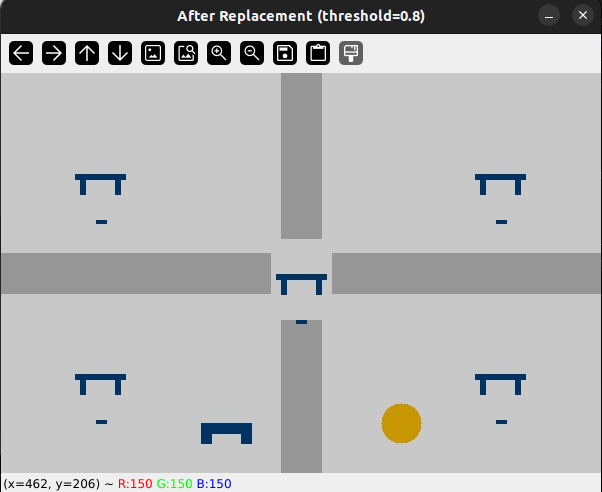 After Replacement (threshold=0.8)
(x=462, y=206) ~ R:150 G:150 B:150